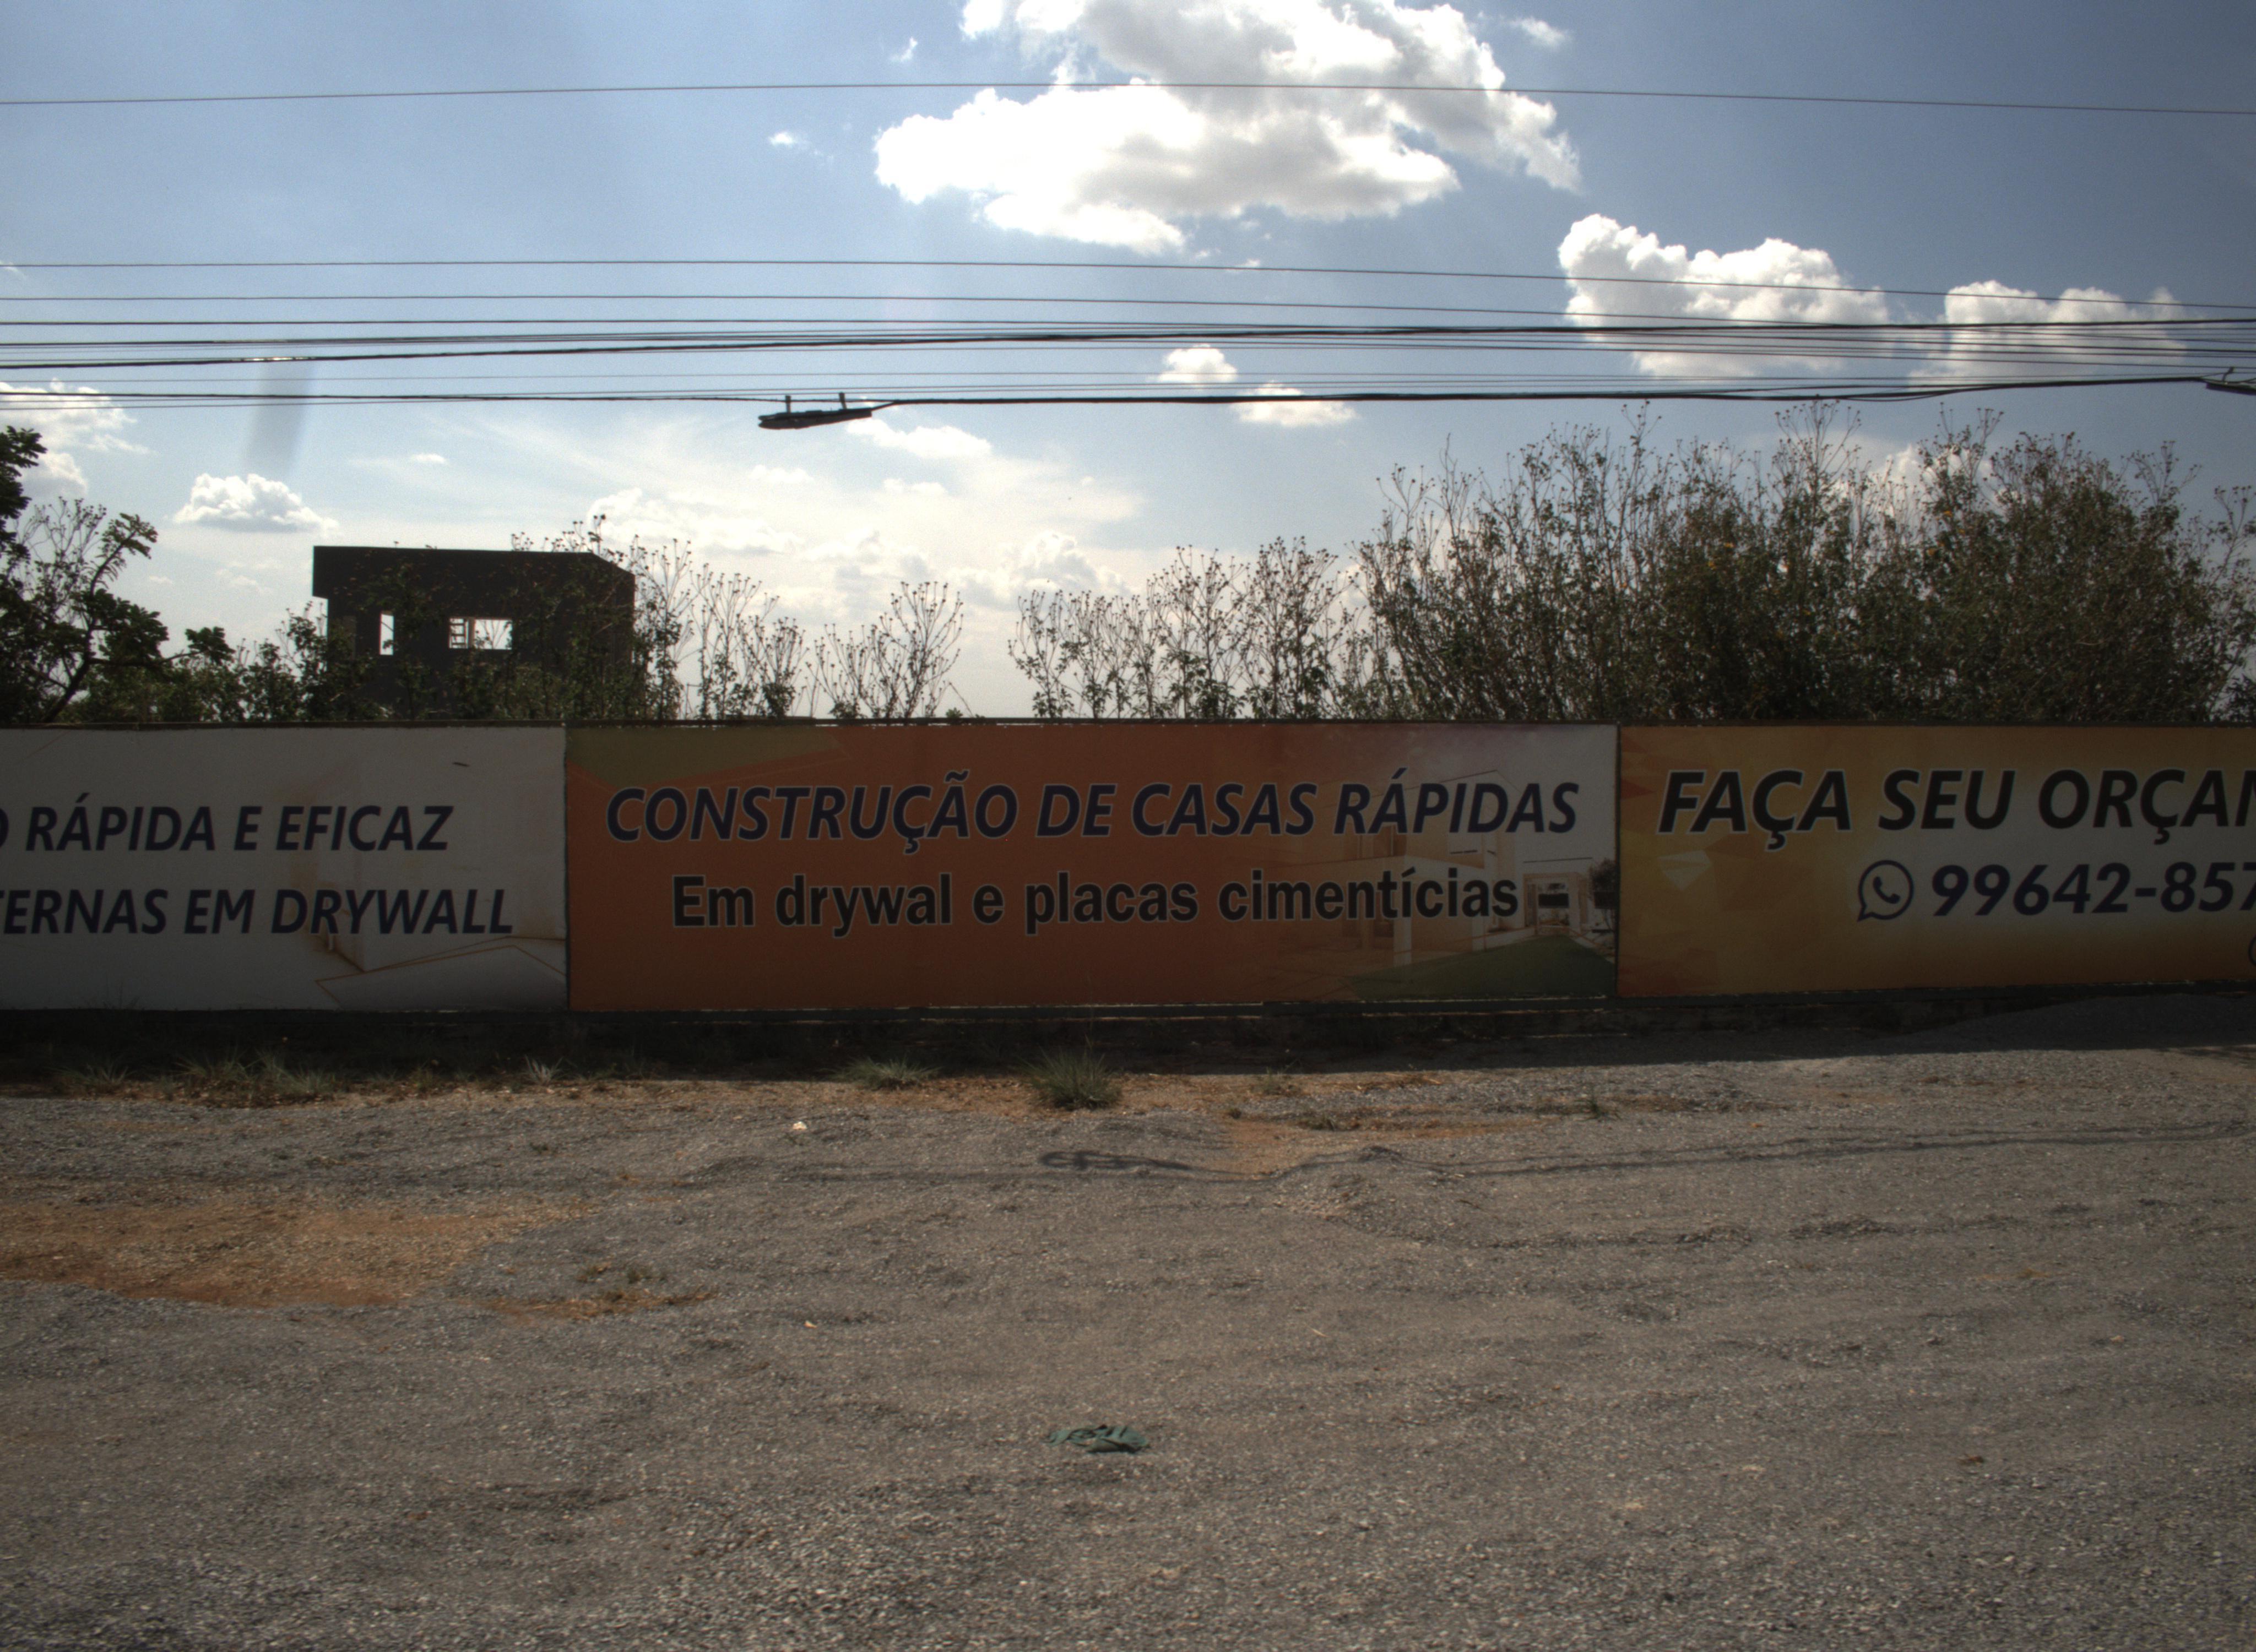 RÁPIDA E EFICAZ
TERNAS EM DRYWALL
CONSTRUÇÃO DE CASAS RÁPIDAS
Em drywal e placas cimentícias
FAÇA SEU ORÇAN
99642-857